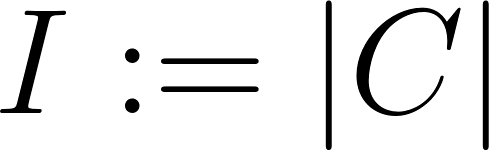 I := |C|